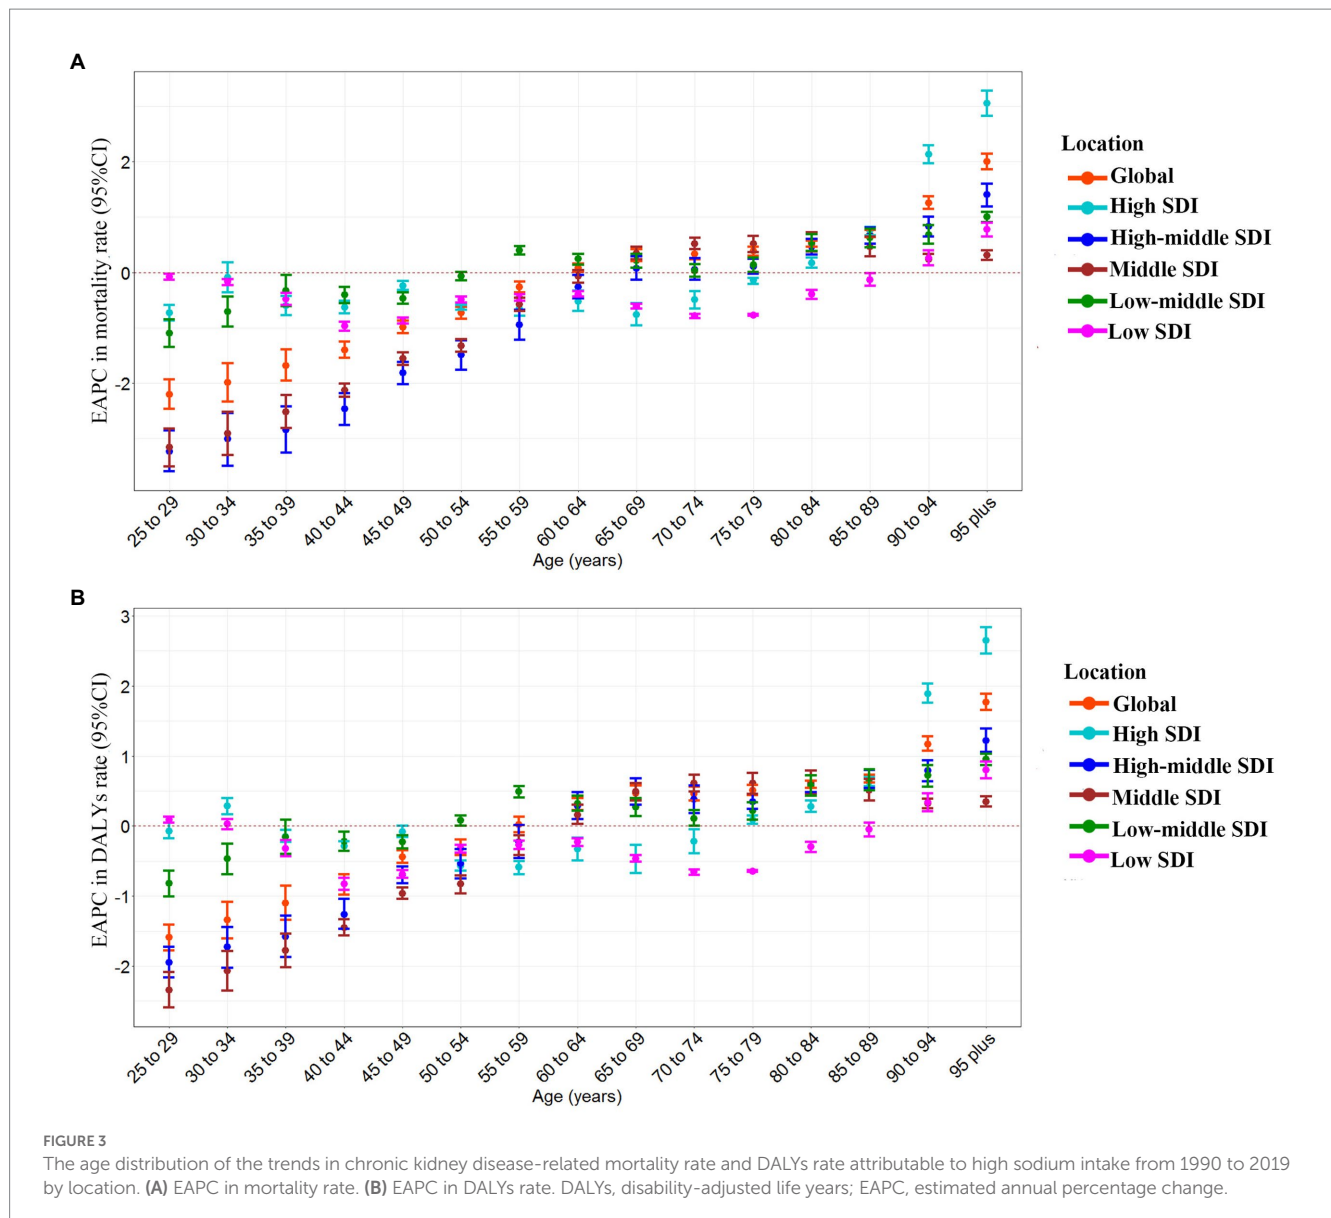 A
EAPC in mortality rate (95%CI)
2
0
-2
25 to 29
30 to 34
35 to 39
40 to 44
45 to 49
50 to 54
55 to 59
60 to 64
65 to 69
70 to 74
75 to 79
80 to 84
85 to 89
90 to 94
95 plus
Age (years)
Location
Global
High SDI
High-middle SDI
Middle SDI
Low-middle SDI
Low SDI
B
EAPC in DALYs rate (95%CI)
3
2
1
0
-1
-2
25 to 29
30 to 34
35 to 39
40 to 44
45 to 49
50 to 54
55 to 59
60 to 64
65 to 69
70 to 74
75 to 79
80 to 84
85 to 89
90 to 94
95 plus
Age (years)
Location
Global
High SDI
High-middle SDI
Middle SDI
Low-middle SDI
Low SDI
FIGURE 3
The age distribution of the trends in chronic kidney disease-related mortality rate and DALYs rate attributable to high sodium intake from 1990 to 2019
by location. (A) EAPC in mortality rate. (B) EAPC in DALYs rate. DALYs, disability-adjusted life years; EAPC, estimated annual percentage change.